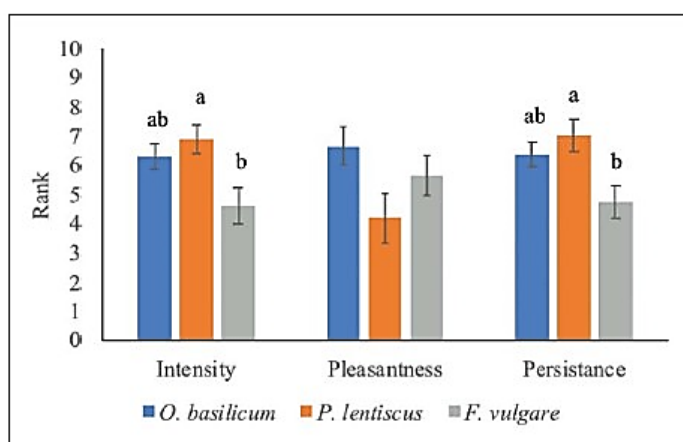 10
9
8
7
6
5
4
3
2
1
0
Rank
ab
a
b
ab
a
b
Intensity
Pleasantness
Persistance
O. basilicum
P. lentiscus
F. vulgare